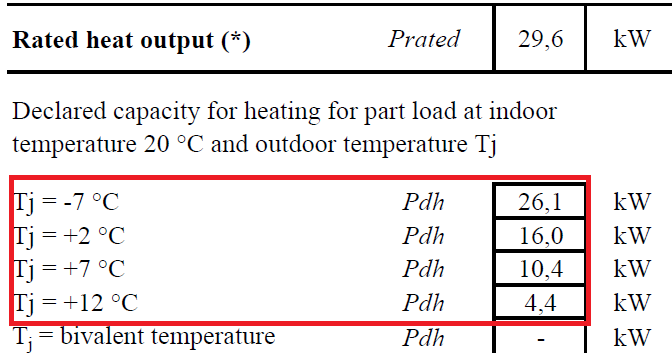 Rated heat output (*) Prated 29,6 kW
Declared capacity for heating for part load at indoor
temperature 20 °C and outdoor temperature Tj
Tj = -7 °C Pdh 26,1 kW
Tj = +2 °C Pdh 16,0 kW
Tj = +7 °C Pdh 10,4 kW
Tj = +12 °C Pdh 4,4 kW
Tj = bivalent temperature Pdh - kW